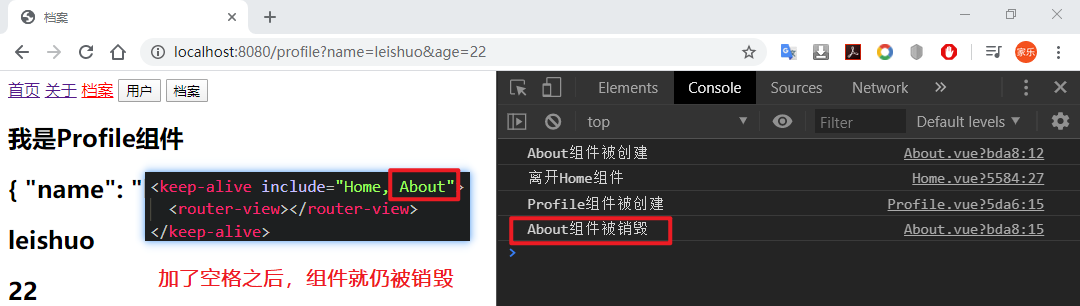 档案
localhost:8080/profile?name=leishuo&age=22
家乐
首页 关于 档案 用户 档案
我是Profile组件
{ "name": "
<keep-alive include="Home, About">
<router-view></router-view>
</keep-alive>
leishuo
加了空格之后，组件就仍被销毁
22
Elements Console Sources Network
top Filter Default levels
About组件被创建 About.vue?bda8:12
离开Home组件 Home.vue?5584:27
Profile组件被创建 Profile.vue?5da6:15
About组件被销毁 About.vue?bda8:15